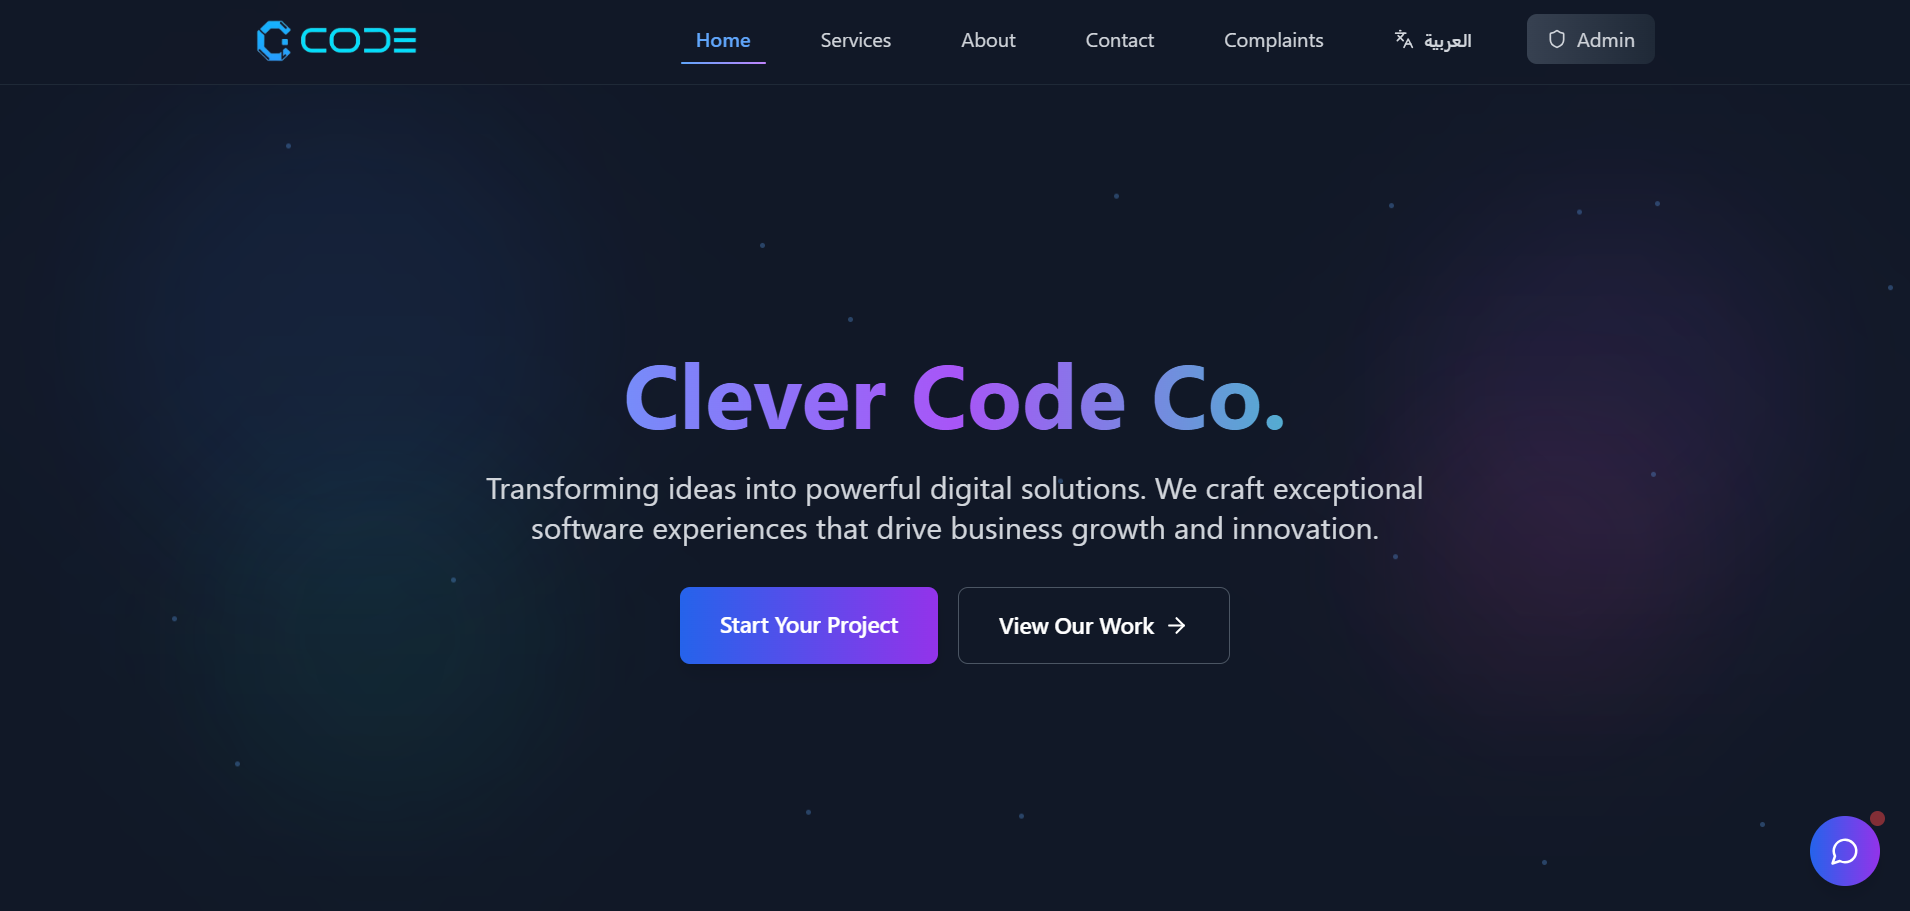 CODE
Home
Services
About
Contact
Complaints
العربية
Admin
Clever Code Co.
Transforming ideas into powerful digital solutions. We craft exceptional
software experiences that drive business growth and innovation.
Start Your Project
View Our Work →